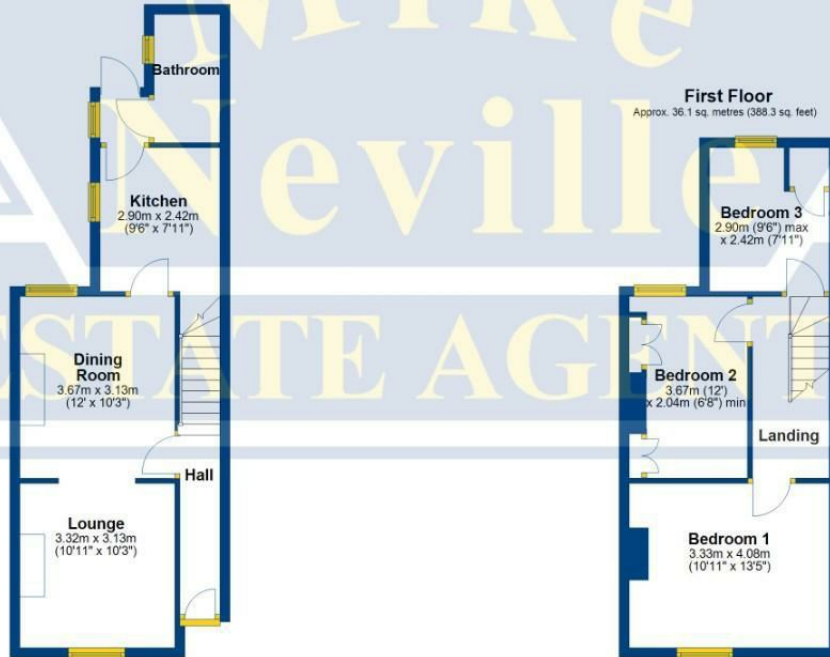 Mike
Neville
ESTATE AGENT
Bathroom
Kitchen
2.90m x 2.42m
(9'6" x 7'11")
Dining
Room
3.67m x 3.13m
(12' x 10'3")
Hall
Lounge
3.32m x 3.13m
(10'11" x 10'3")
First Floor
Approx. 36.1 sq. metres (388.3 sq. feet)
Bedroom 3
2.90m (9'6") max
x 2.42m (7'11")
Bedroom 2
3.67m (12')
x 2.04m (6'8") min
Landing
Bedroom 1
3.33m x 4.08m
(10'11" x 13'5")